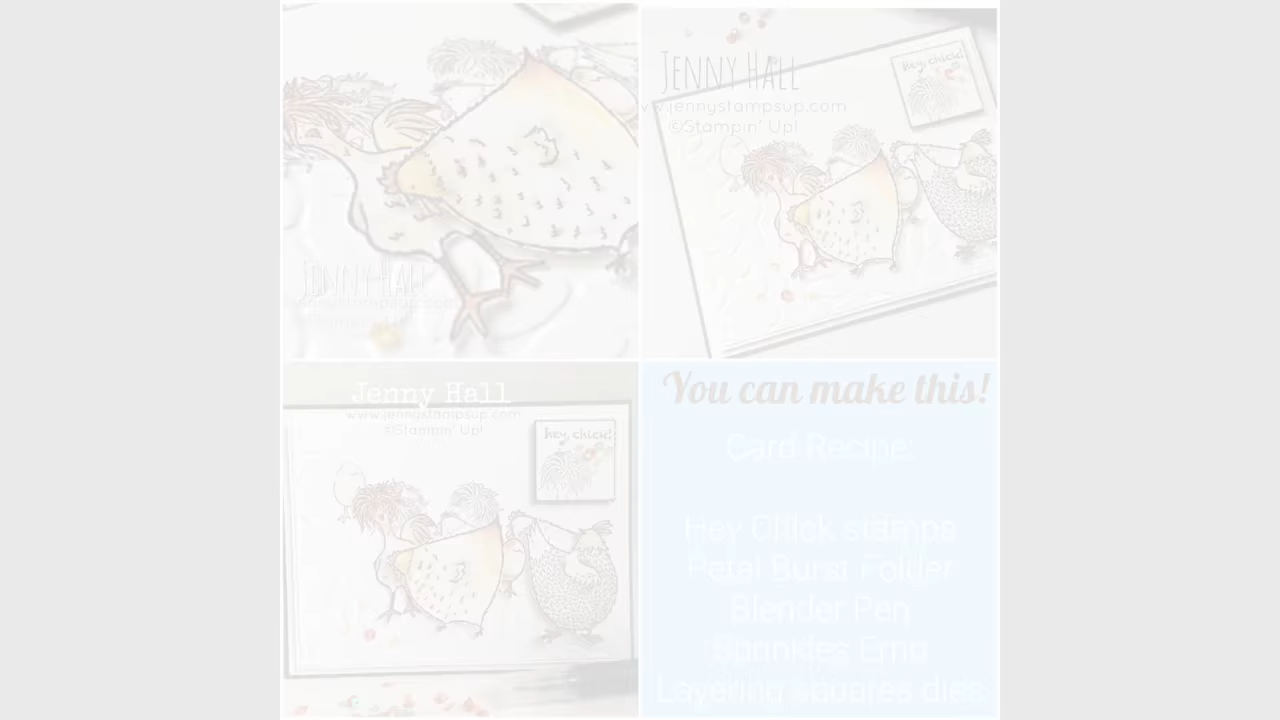 JENNY HALL
www.jennystampsup.com
©Stampin' Up!
hey, chick!
JENNY HALL
jennystampsup.com
Jenny Hall
www.jennystampsup.com
©Stampin' Up!
hey, chick!
You can make this!
Card Recipe:
Hey Chick stamps
Petal Burst Folder
Blender Pen
Sprinkles Emb
Layering squares dies